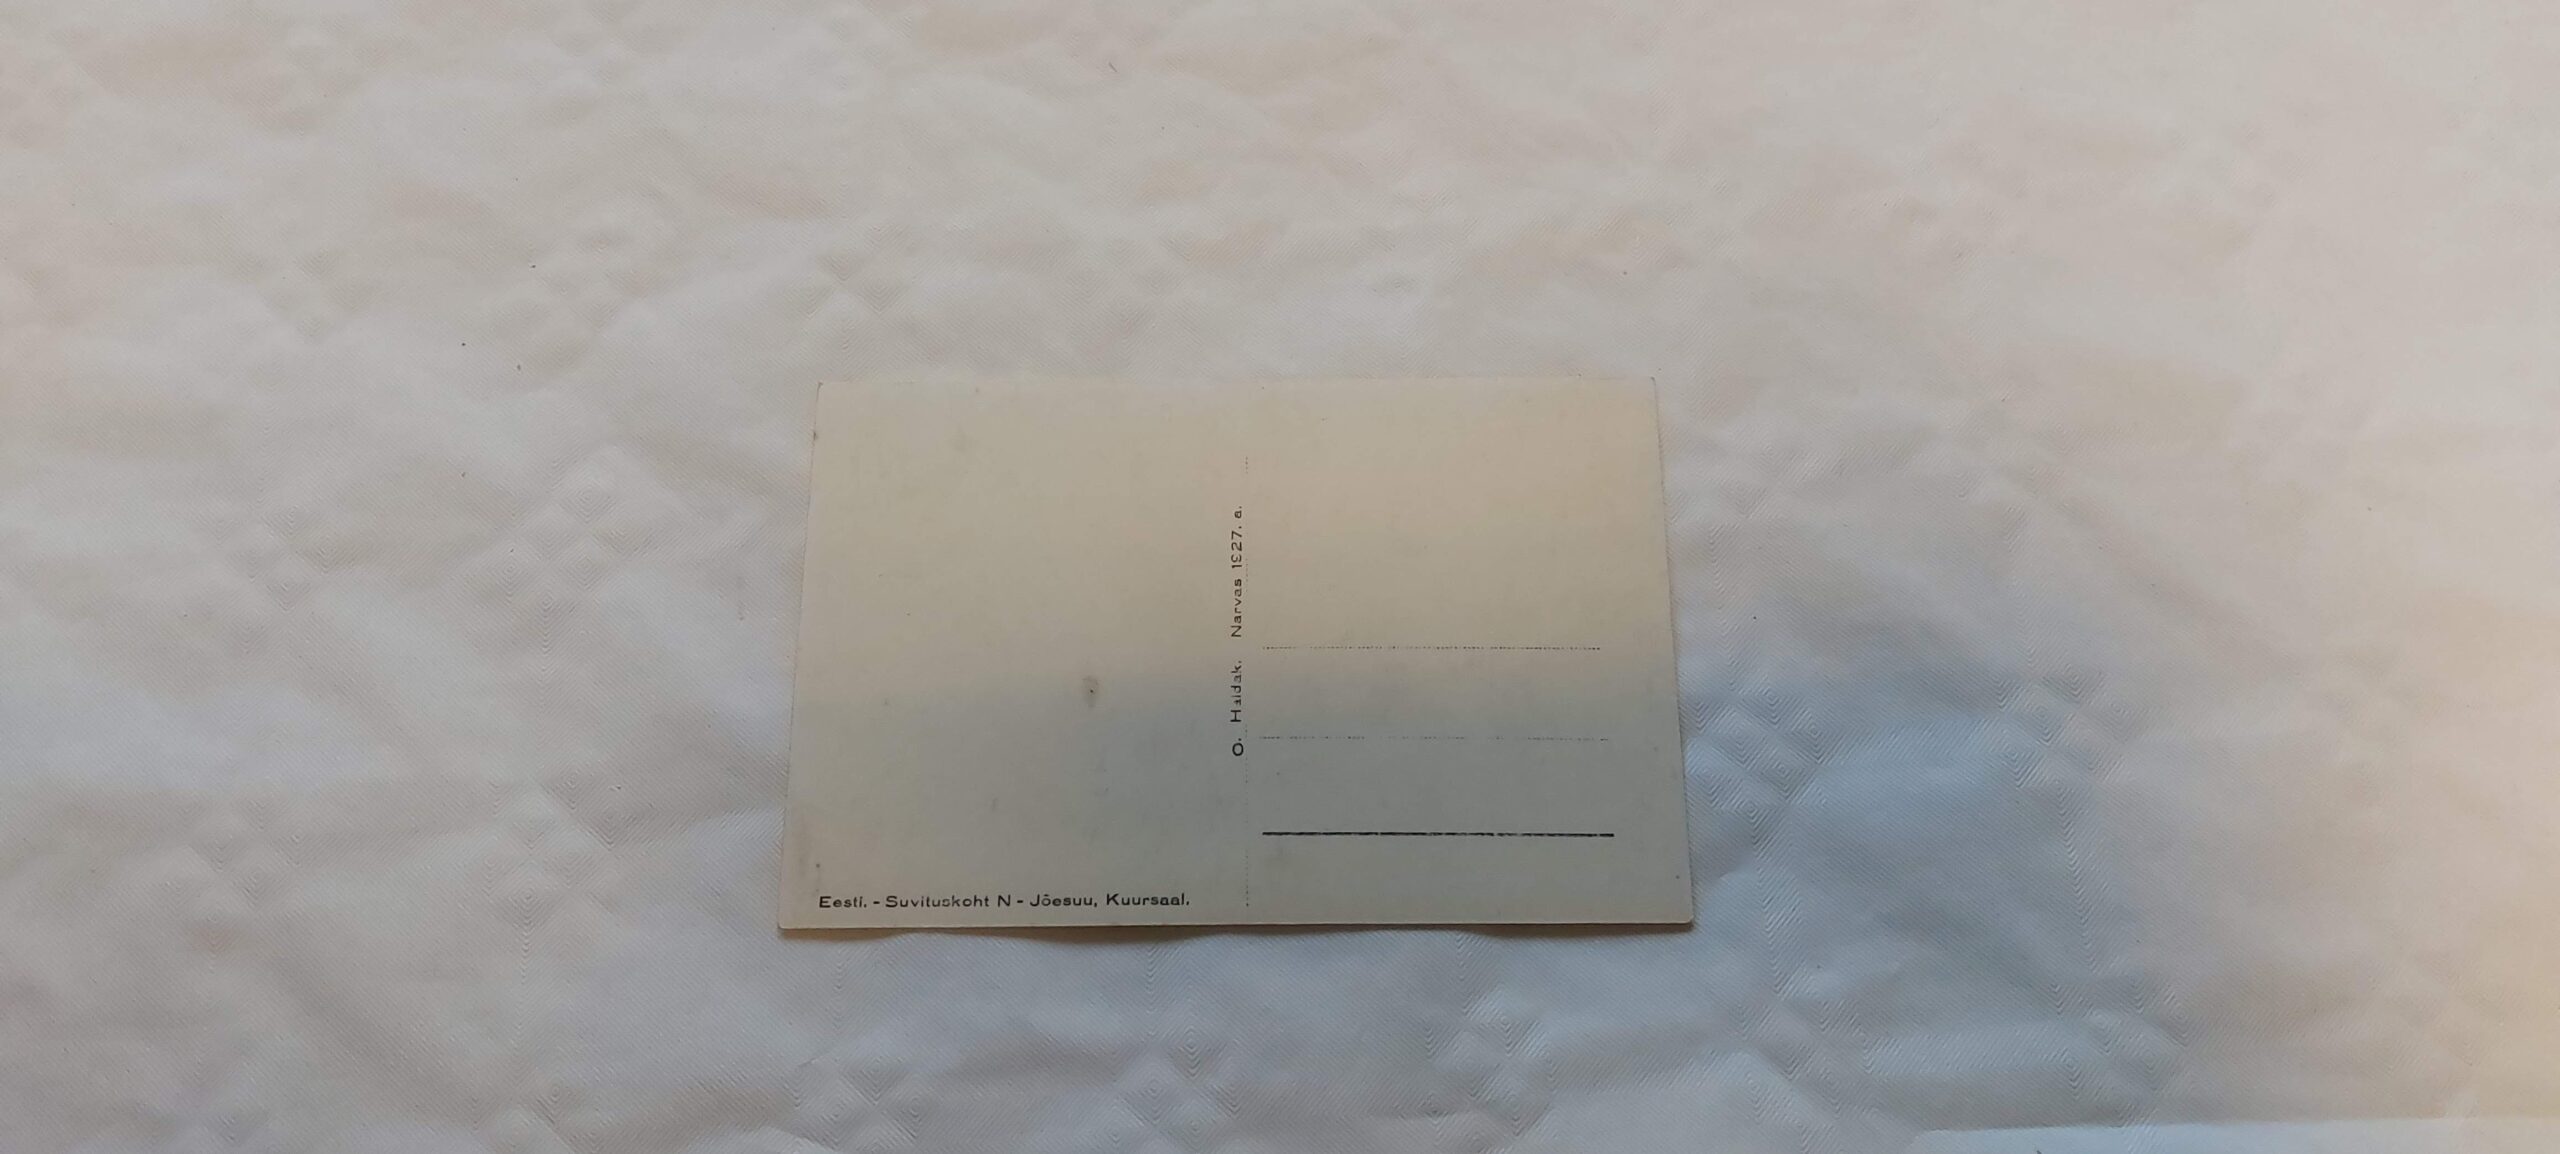 Eesti. - Suvituskoht N - Jõesuu, Kuursaal.
O. Haidak. Narvas 1927. a.